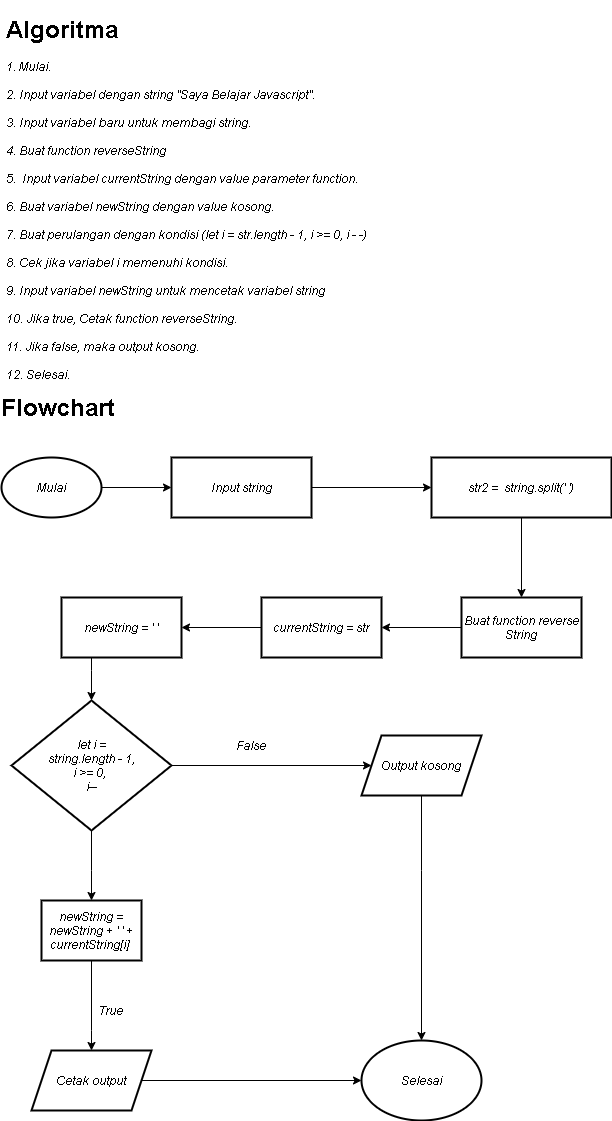 Algoritma
1. Mulai.
2. Input variabel dengan string "Saya Belajar Javascript".
3. Input variabel baru untuk membagi string.
4. Buat function reverseString
5.  Input variabel currentString dengan value parameter function.
6. Buat variabel newString dengan value kosong.
7. Buat perulangan dengan kondisi (let i = str.length - 1, i >= 0, i - -)
8. Cek jika variabel i memenuhi kondisi.
9. Input variabel newString untuk mencetak variabel string
10. Jika true, Cetak function reverseString.
11. Jika false, maka output kosong.
12. Selesai.
Flowchart
Mulai
Input string
str2 =  string.split(' ')
Buat function reverse
String
currentString = str
newString = ' '
let i =
string.length - 1,
i >= 0,
i--
False
Output kosong
newString =
newString + ' ' +
currentString[i]
True
Cetak output
Selesai